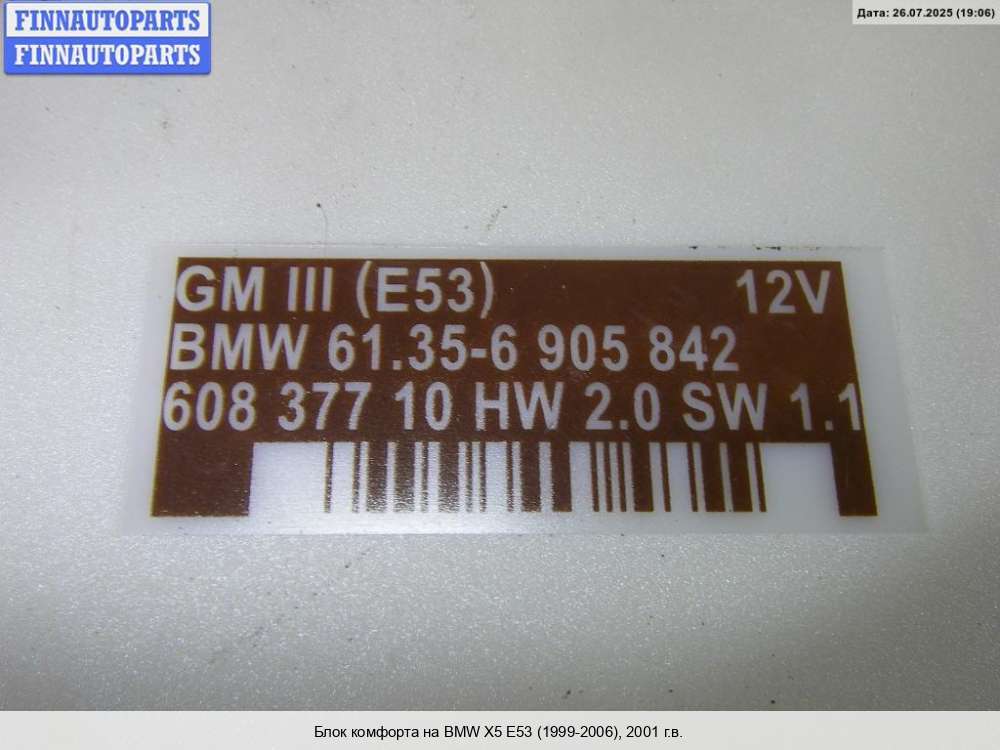 FINNAUTOPARTS
FINNAUTOPARTS
Дата: 26.07.2025 (19:06)
GM III (E53) 12V
BMW 61.35-6 905 842
608 377 10 HW 2.0 SW 1.1
Блок комфорта на BMW X5 E53 (1999-2006), 2001 г.в.